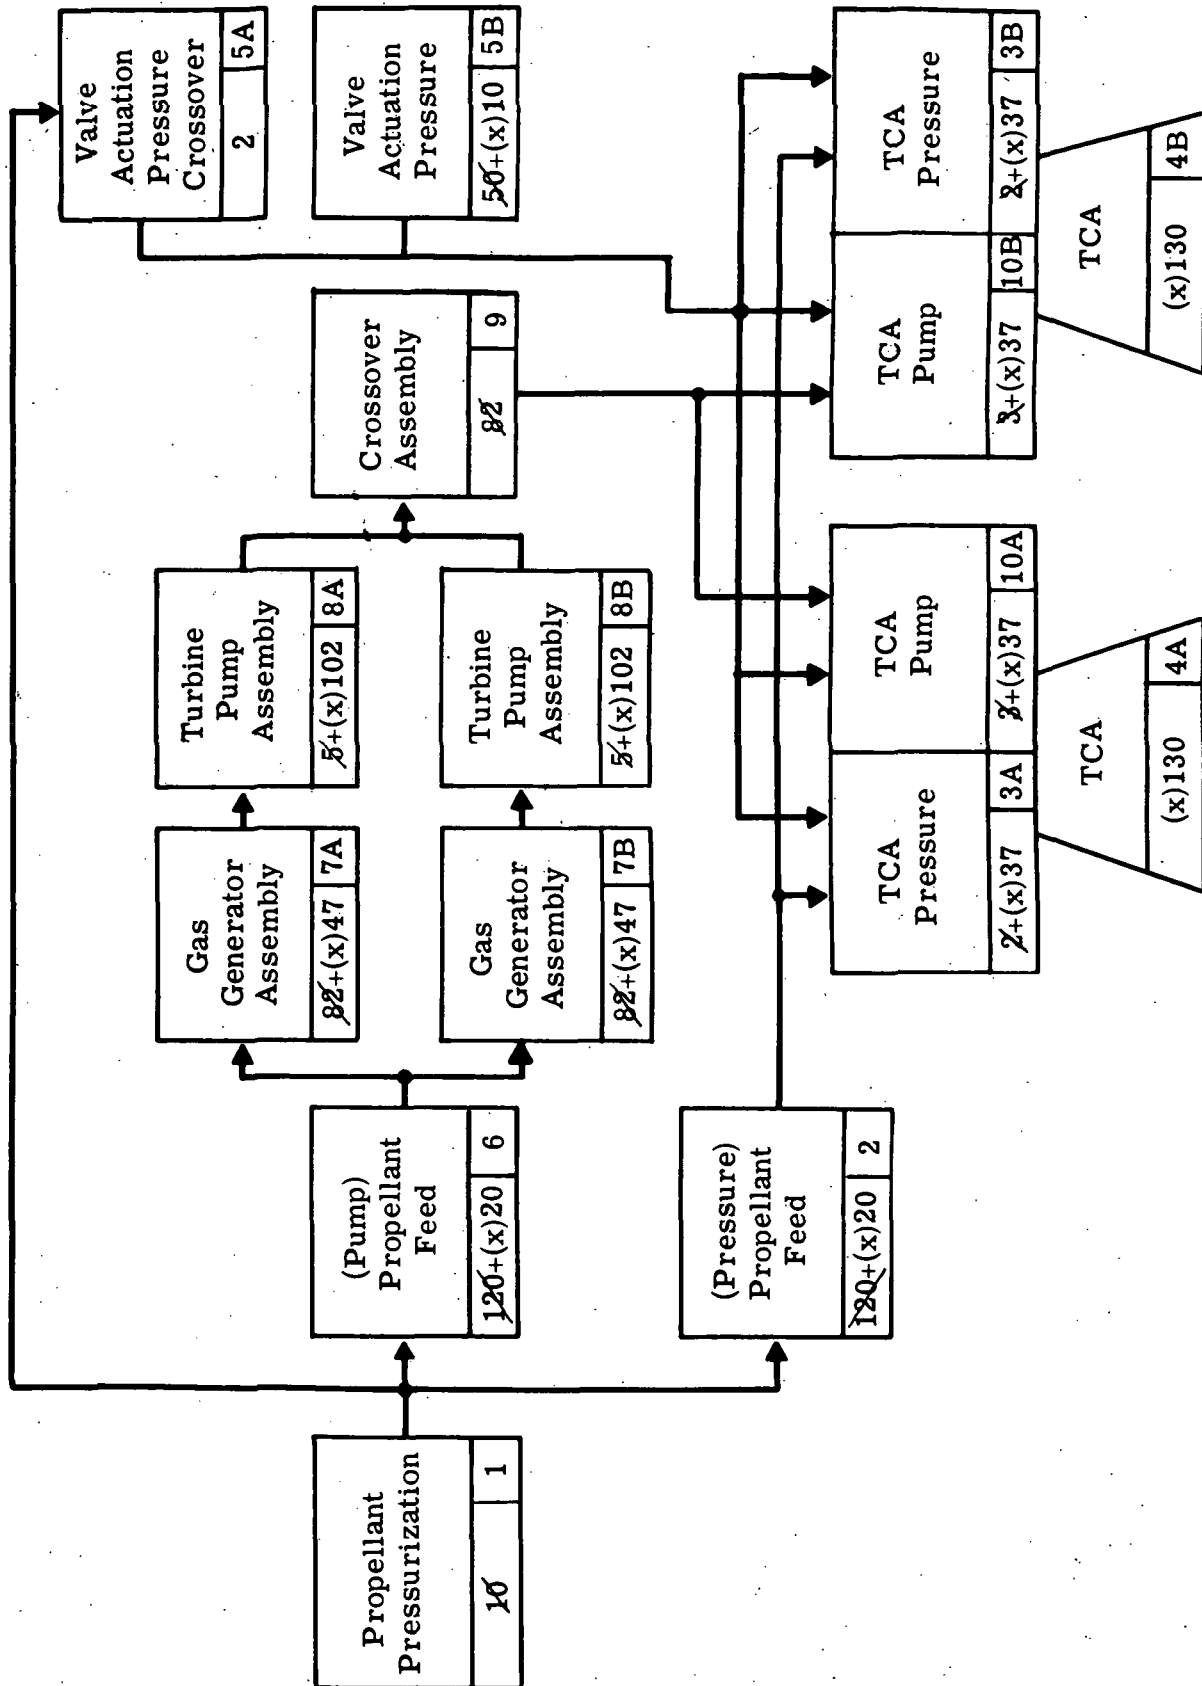 Propellant
Pressurization
10
1
(Pump)
Propellant
Feed
120+(x)20
6
(Pressure)
Propellant
Feed
120+(x)20
2
Gas
Generator
Assembly
82+(x)47
7A
Gas
Generator
Assembly
82+(x)47
7B
Turbine
Pump
Assembly
5+(x)102
8A
Turbine
Pump
Assembly
5+(x)102
8B
Crossover
Assembly
82
9
Valve
Actuation
Pressure
Crossover
2
5A
Valve
Actuation
Pressure
50+(x)10
5B
TCA
Pressure
2+(x)37
3A
TCA
Pump
3+(x)37
10A
TCA
(x)130
4A
TCA
Pump
3+(x)37
10B
TCA
Pressure
2+(x)37
3B
TCA
(x)130
4B